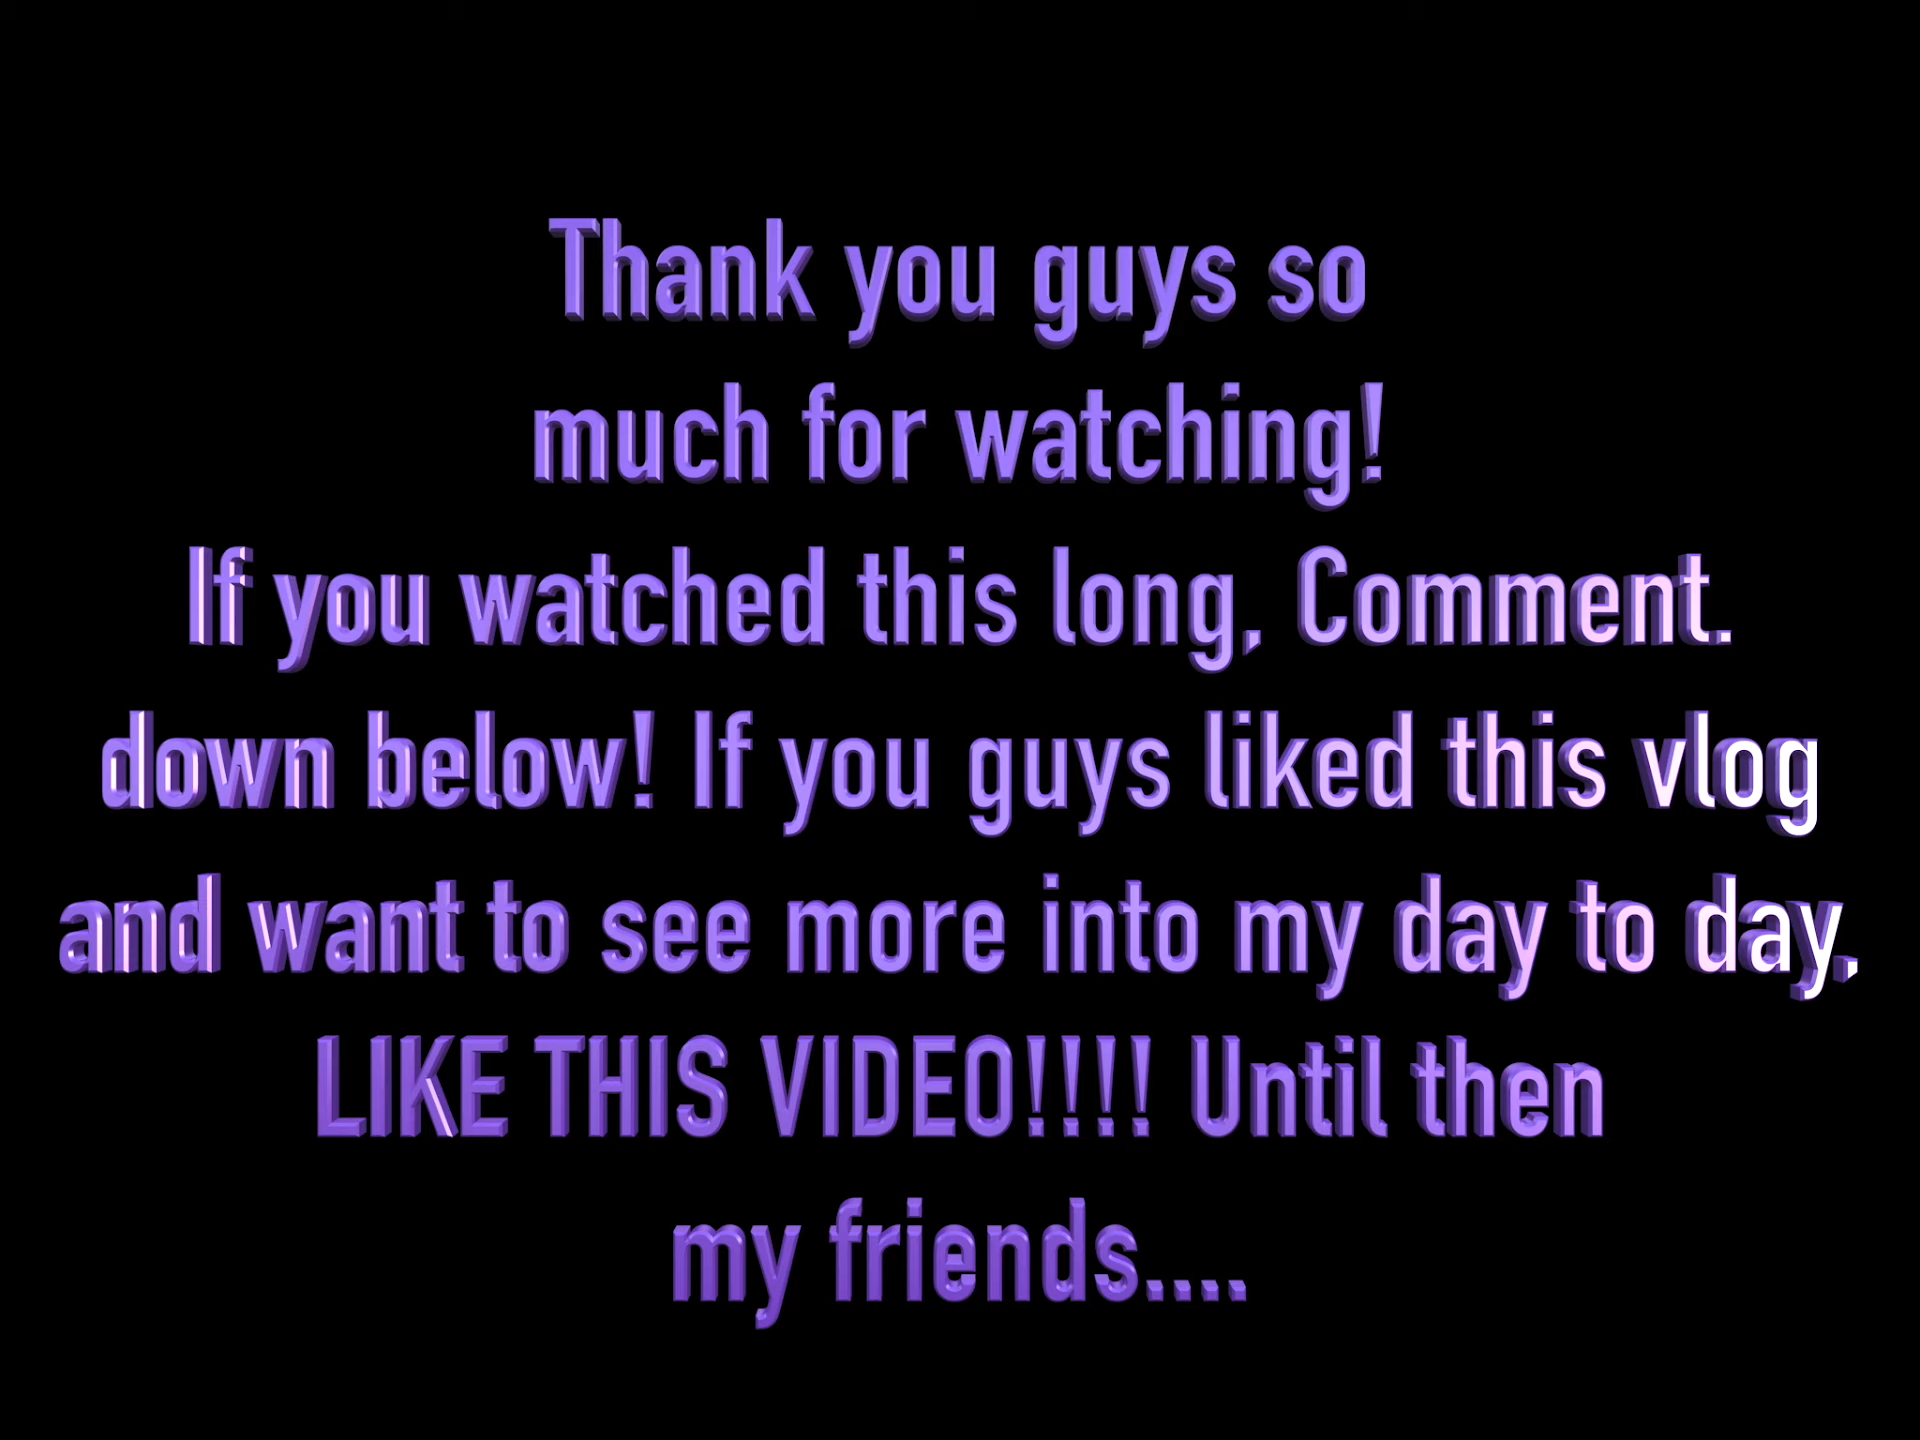 Thank you guys so
much for watching!
If you watched this long, Comment.
down below! If you guys liked this vlog
and want to see more into my day to day,
LIKE THIS VIDEO!!!! Until then
my friends....